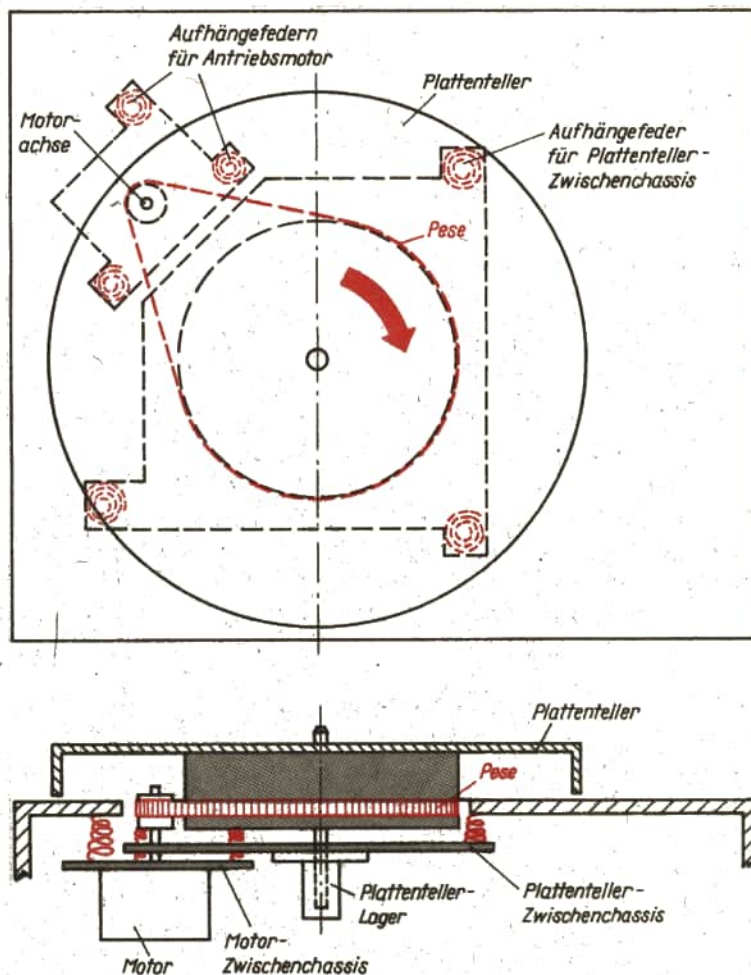 Aufhängefedern
für Antriebsmotor
Plattenteller
Motor-
achse
Aufhängefeder
für Plattenteller-
Zwischenchassis
Pese
Plattenteller
Pese
Plattenteller-
Lager
Plattenteller-
Zwischenchassis
Motor
Motor-
Zwischenchassis